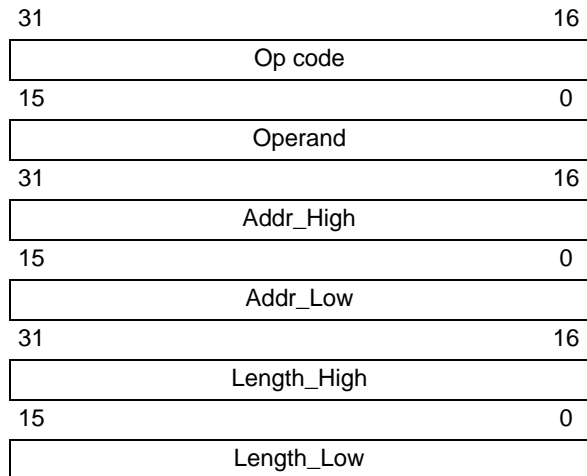 31 16
Op code
15 0
Operand
31 16
Addr_High
15 0
Addr_Low
31 16
Length_High
15 0
Length_Low